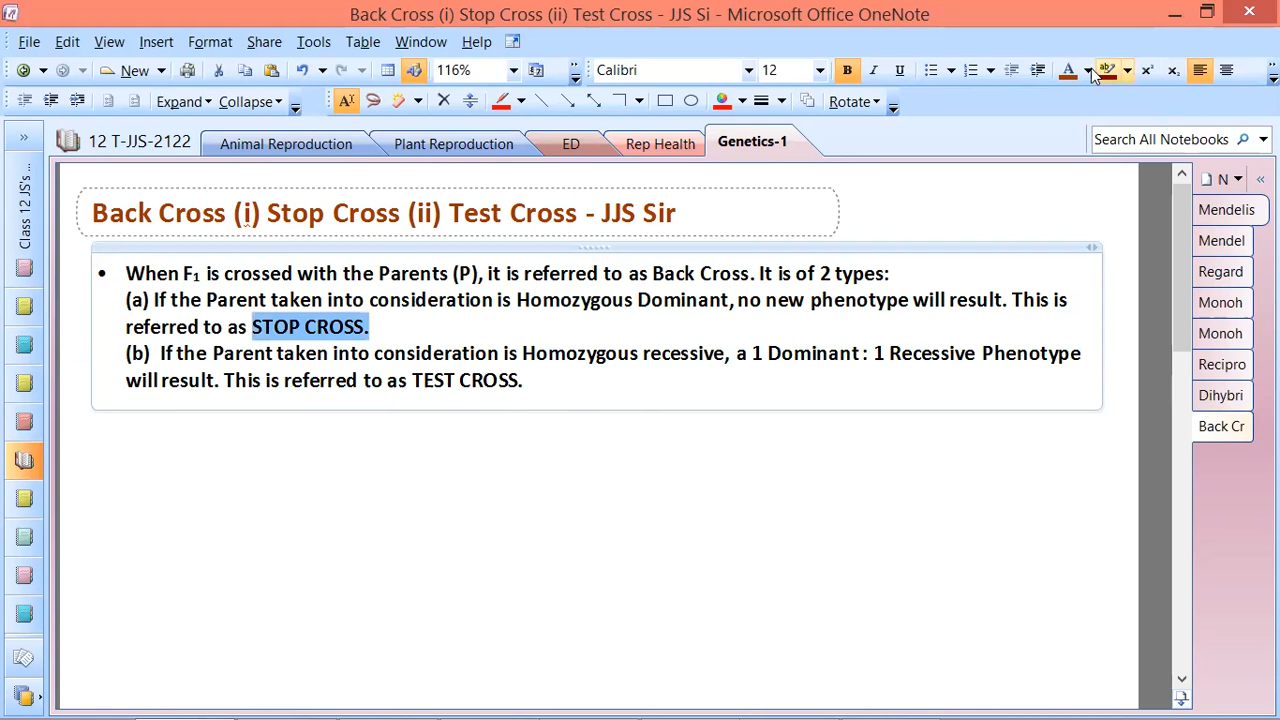 Back Cross (i) Stop Cross (ii) Test Cross - JJS Si - Microsoft Office OneNote
File Edit View Insert Format Share Tools Table Window Help
New 116% Calibri 12 B I U A ab x² x₂
Expand Collapse A Rotate
» 12 T-JJS-2122 Animal Reproduction Plant Reproduction ED Rep Health Genetics-1 Search All Notebooks
N «
Class 12 JJS's ...
Back Cross (i) Stop Cross (ii) Test Cross - JJS Sir
• When F₁ is crossed with the Parents (P), it is referred to as Back Cross. It is of 2 types:
(a) If the Parent taken into consideration is Homozygous Dominant, no new phenotype will result. This is
referred to as STOP CROSS.
(b) If the Parent taken into consideration is Homozygous recessive, a 1 Dominant : 1 Recessive Phenotype
will result. This is referred to as TEST CROSS.
Mendelis
Mendel
Regard
Monoh
Monoh
Recipro
Dihybri
Back Cr